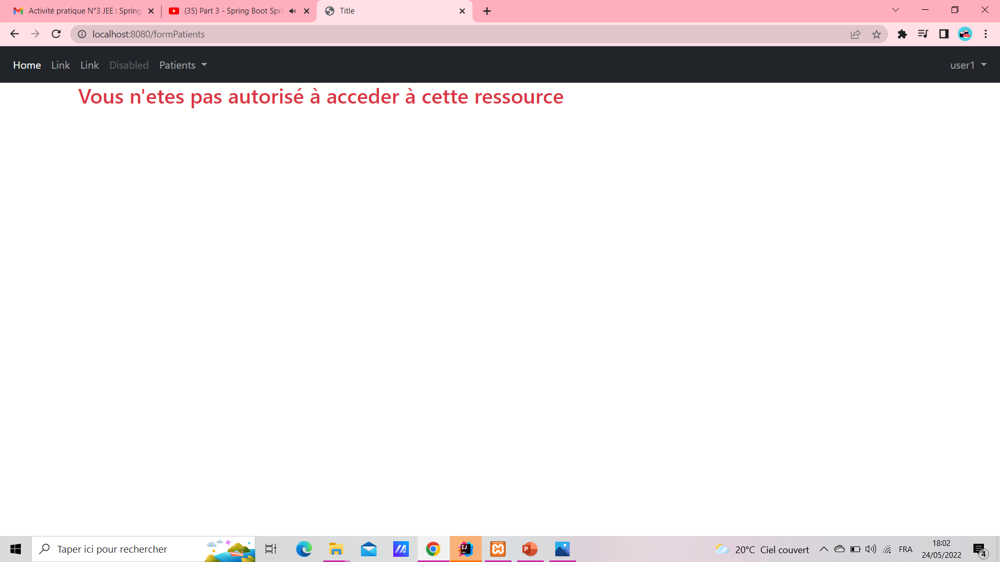 Activité pratique N°3 JEE : Spring
(35) Part 3 - Spring Boot Spri
Title
localhost:8080/formPatients
Home Link Link Disabled Patients
user1
Vous n'etes pas autorisé à acceder à cette ressource
Taper ici pour rechercher
20°C Ciel couvert
FRA
18:02
24/05/2022
4